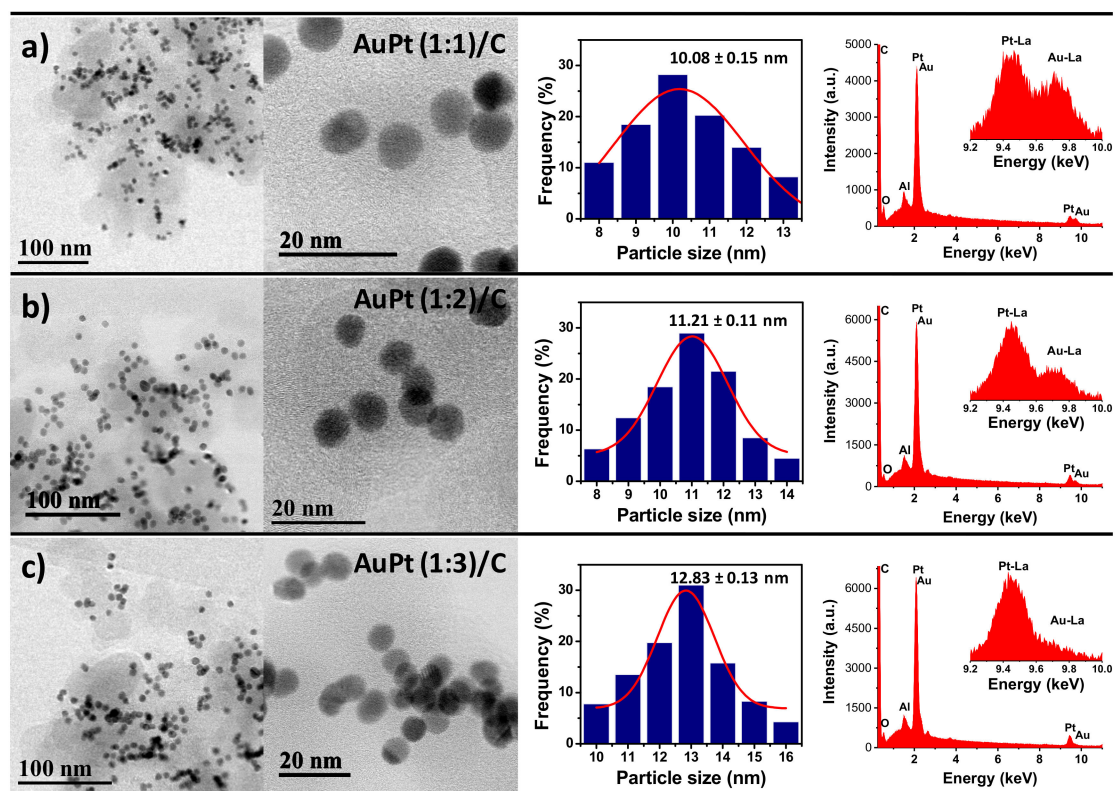 a)
AuPt (1:1)/C
100 nm
20 nm
10.08 ± 0.15 nm
Frequency (%)
30
20
10
0
8 9 10 11 12 13
Particle size (nm)
Intensity (a.u.)
5000
4000
3000
2000
1000
0
C
O
Al
Pt
Au
Pt Au
2 4 6 8 10
Energy (keV)
Pt-La
Au-La
9.2 9.4 9.6 9.8 10.0
Energy (keV)
b)
AuPt (1:2)/C
100 nm
20 nm
11.21 ± 0.11 nm
Frequency (%)
30
20
10
0
8 9 10 11 12 13 14
Particle size (nm)
Intensity (a.u.)
6000
4500
3000
1500
0
C
O
Al
Pt
Au
Pt Au
2 4 6 8 10
Energy (keV)
Pt-La
Au-La
9.2 9.4 9.6 9.8 10.0
Energy (keV)
c)
AuPt (1:3)/C
100 nm
20 nm
12.83 ± 0.13 nm
Frequency (%)
30
20
10
0
10 11 12 13 14 15 16
Particle size (nm)
Intensity (a.u.)
6000
4500
3000
1500
0
C
O
Al
Pt
Au
Pt Au
2 4 6 8 10
Energy (keV)
Pt-La
Au-La
9.2 9.4 9.6 9.8 10.0
Energy (keV)